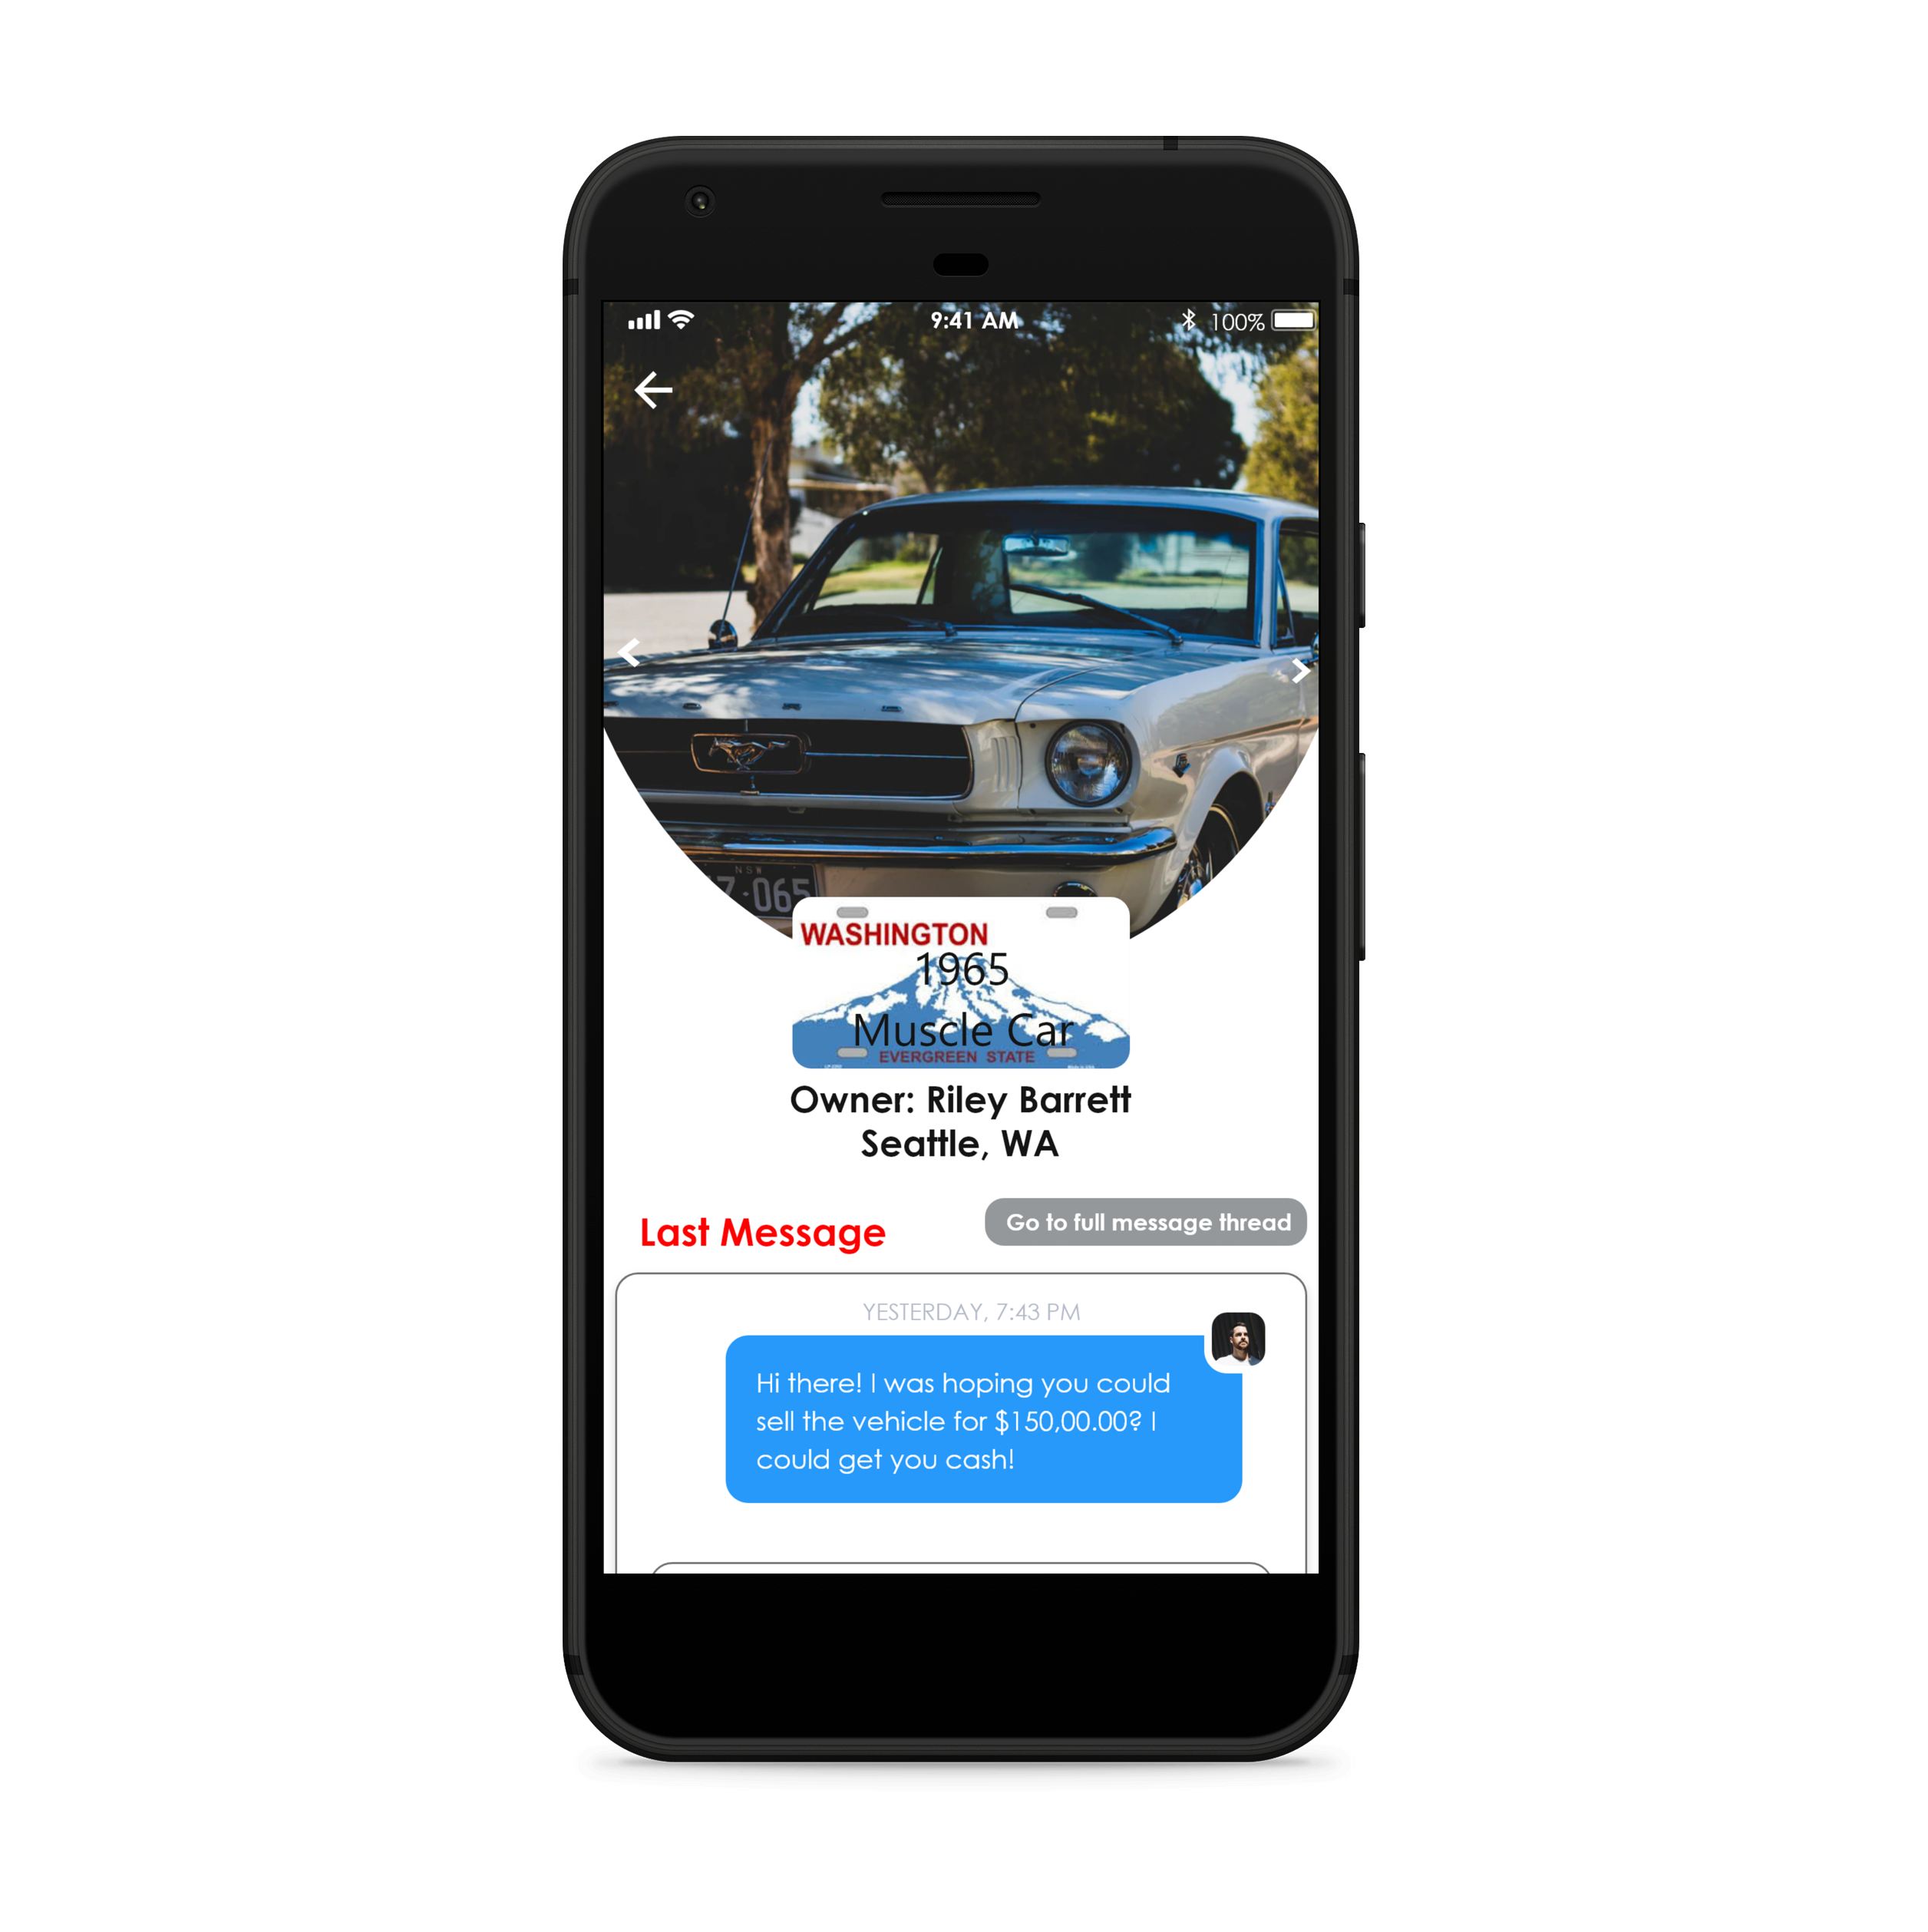 9:41 AM
100%
NSW
7·065
WASHINGTON
1965
Muscle Car
EVERGREEN STATE
Owner: Riley Barrett
Seattle, WA
Last Message
Go to full message thread
YESTERDAY, 7:43 PM
Hi there! I was hoping you could
sell the vehicle for $150,00.00? I
could get you cash!